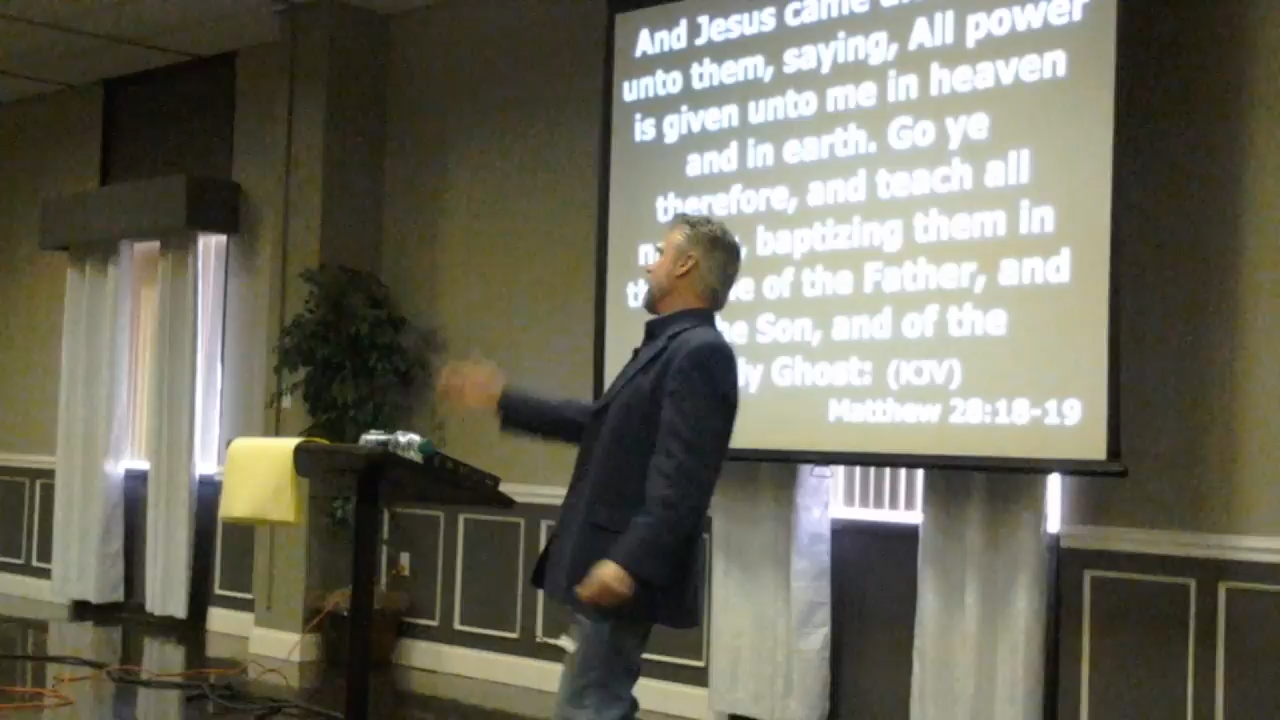 And Jesus came
unto them, saying, All power
is given unto me in heaven
and in earth. Go ye
therefore, and teach all
baptizing them in
of the Father, and
Son, and of the
Ghost: (KJV)
Matthew 28:18-19